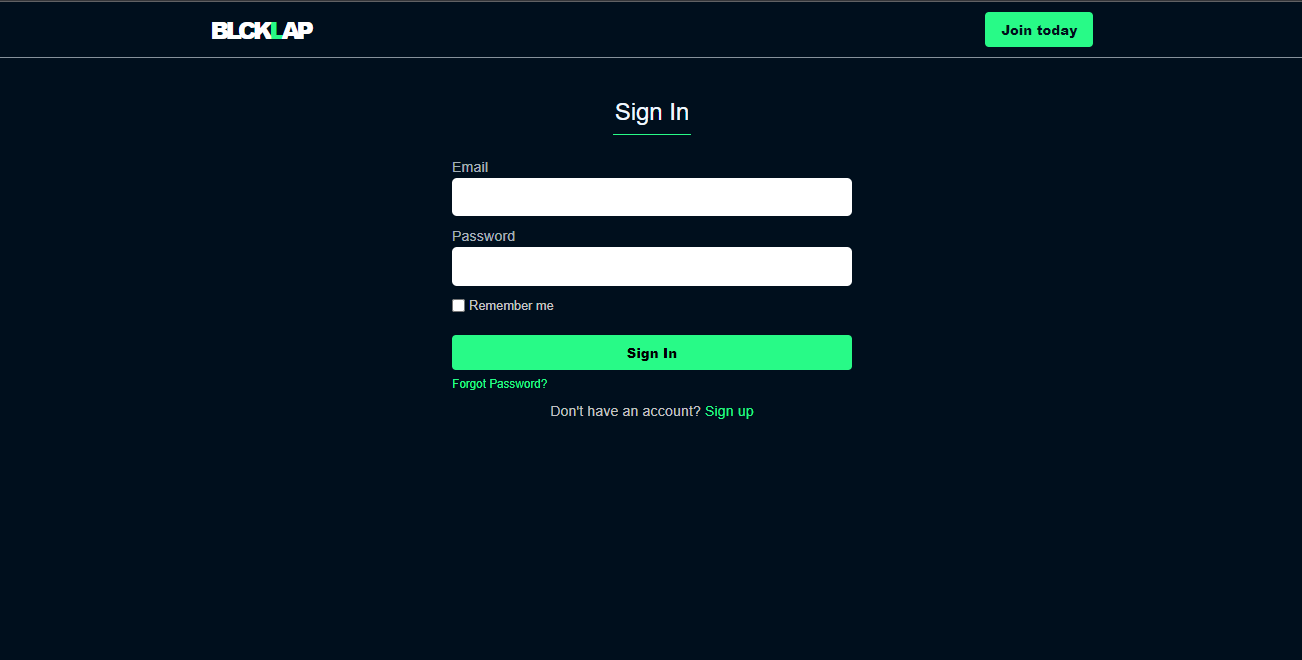 BLCKLAP
Join today
Sign In
Email
Password
Remember me
Sign In
Forgot Password?
Don't have an account? Sign up